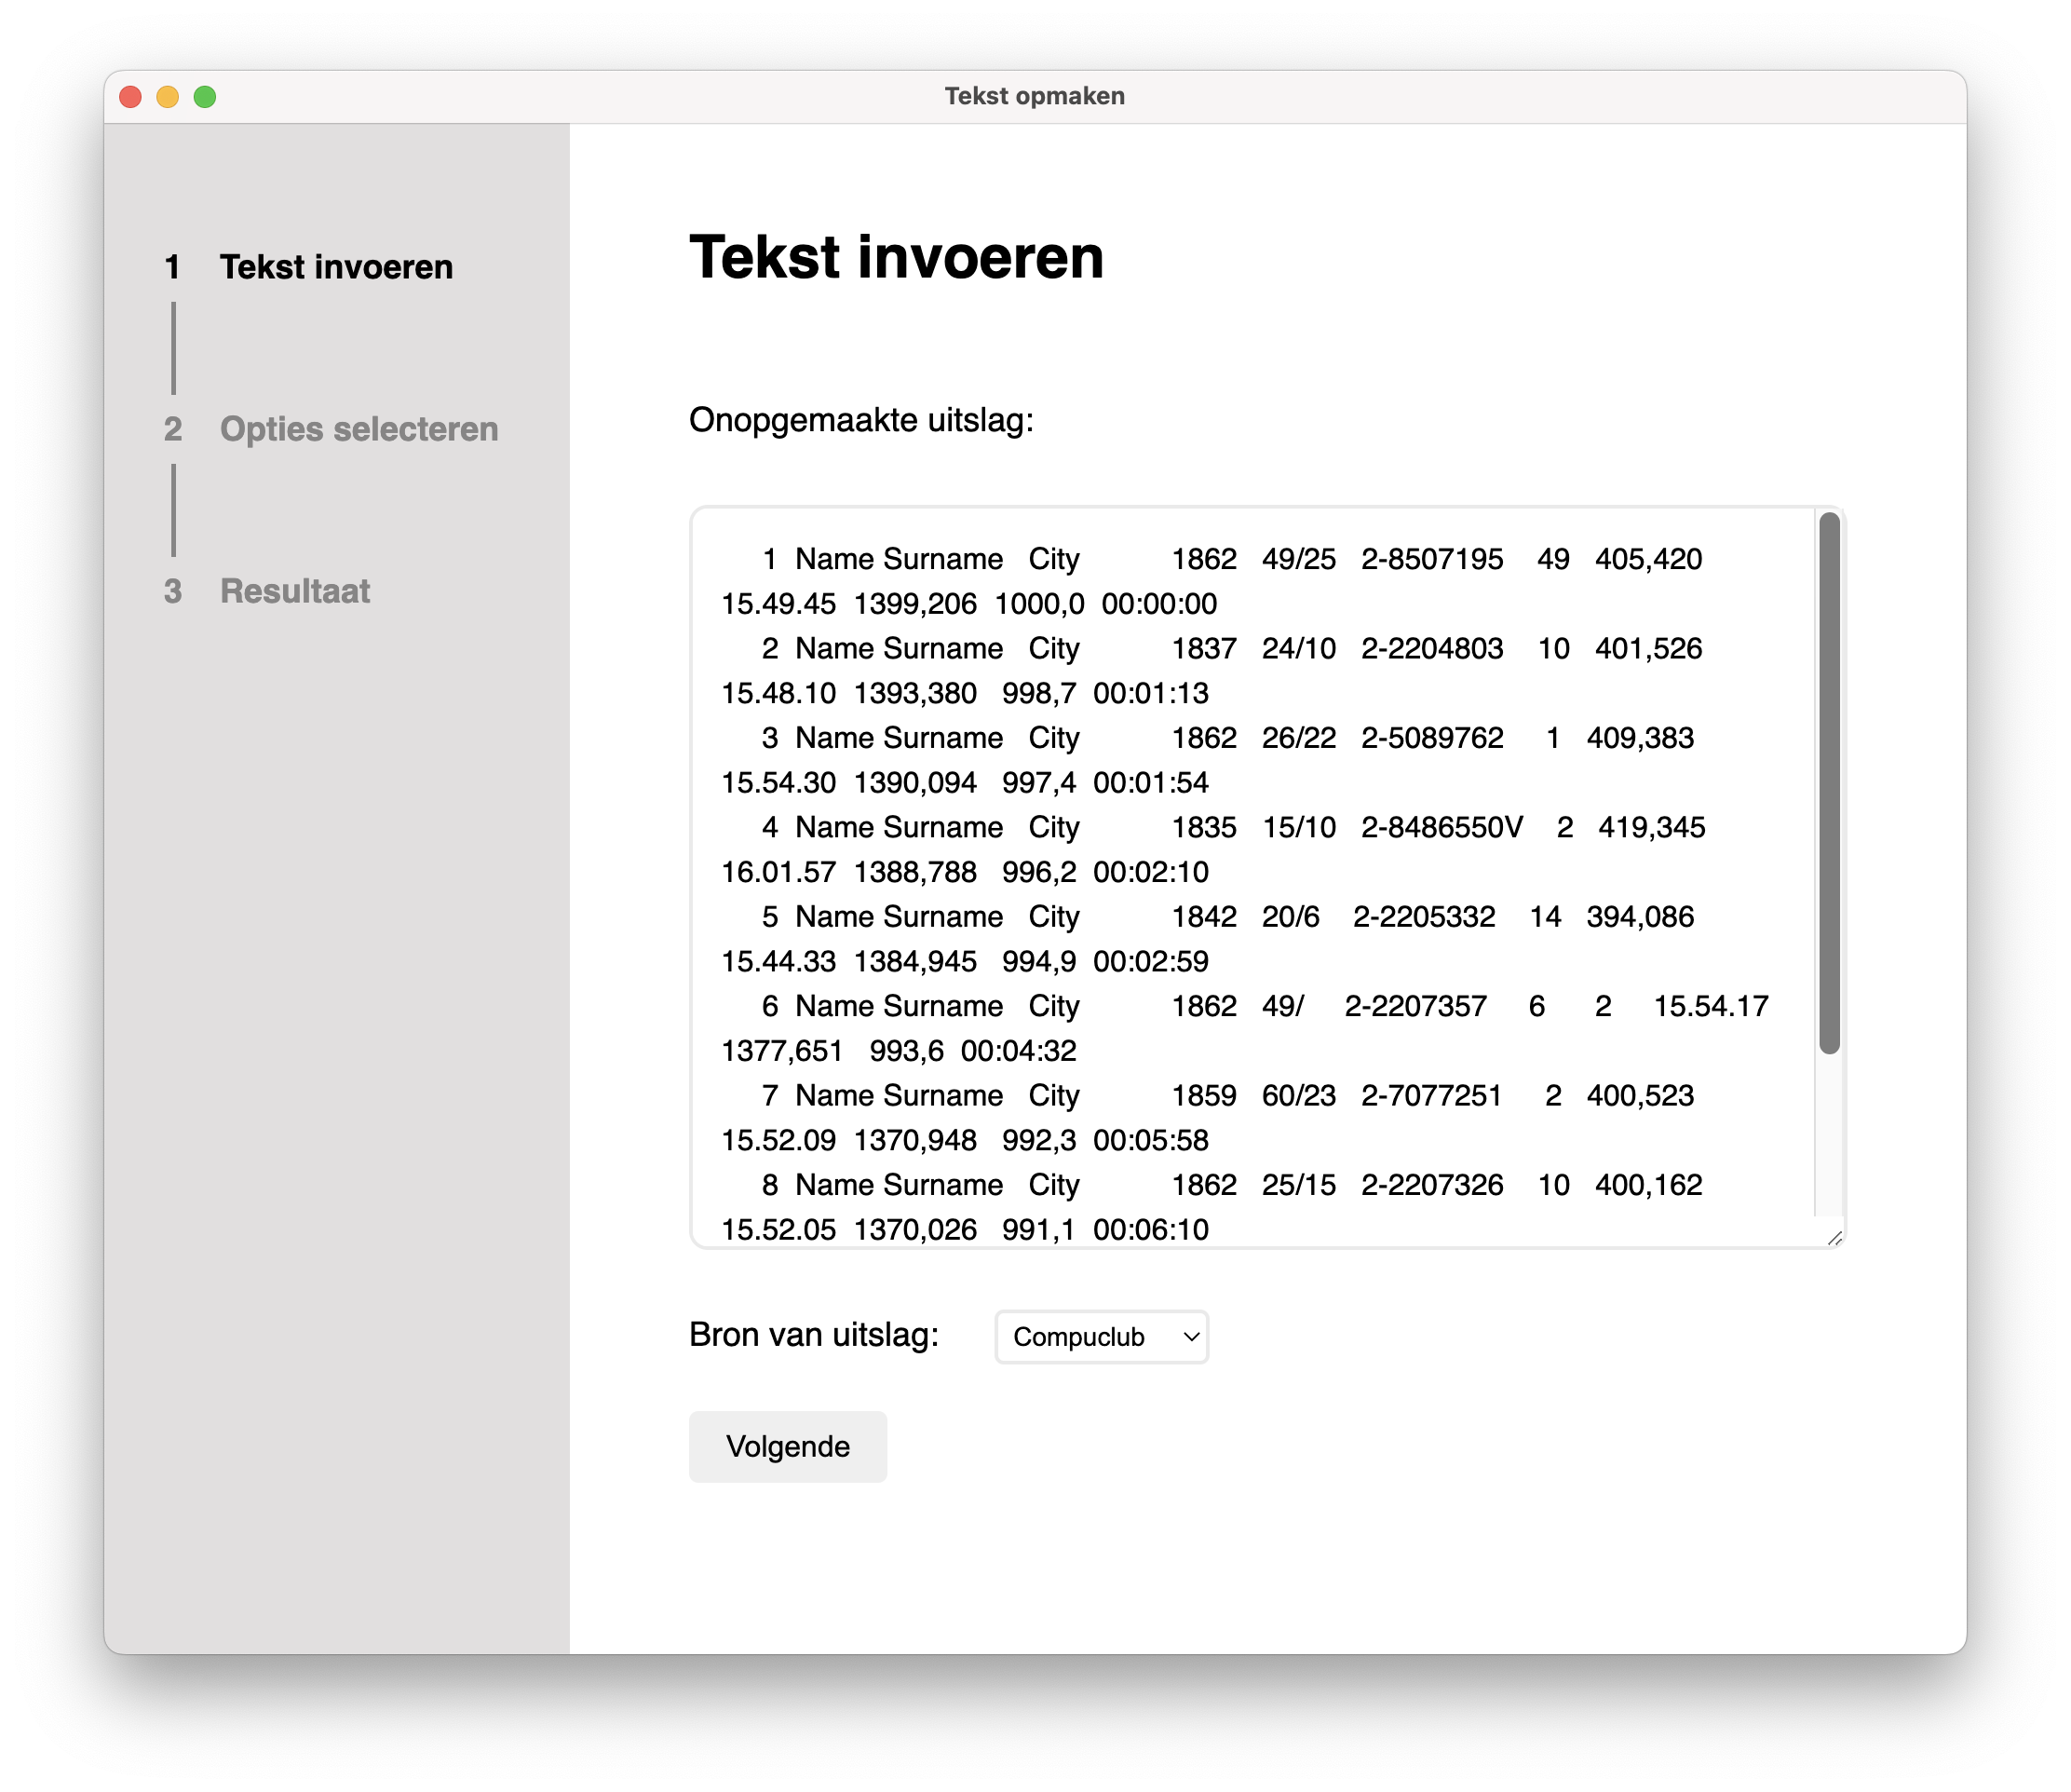 Tekst opmaken
1 Tekst invoeren
2 Opties selecteren
3 Resultaat
Tekst invoeren
Onopgemaakte uitslag:
1 Name Surname City 1862 49/25 2-8507195 49 405,420
15.49.45 1399,206 1000,0 00:00:00
2 Name Surname City 1837 24/10 2-2204803 10 401,526
15.48.10 1393,380 998,7 00:01:13
3 Name Surname City 1862 26/22 2-5089762 1 409,383
15.54.30 1390,094 997,4 00:01:54
4 Name Surname City 1835 15/10 2-8486550V 2 419,345
16.01.57 1388,788 996,2 00:02:10
5 Name Surname City 1842 20/6 2-2205332 14 394,086
15.44.33 1384,945 994,9 00:02:59
6 Name Surname City 1862 49/ 2-2207357 6 2 15.54.17
1377,651 993,6 00:04:32
7 Name Surname City 1859 60/23 2-7077251 2 400,523
15.52.09 1370,948 992,3 00:05:58
8 Name Surname City 1862 25/15 2-2207326 10 400,162
15.52.05 1370,026 991,1 00:06:10
Bron van uitslag: Compuclub
Volgende